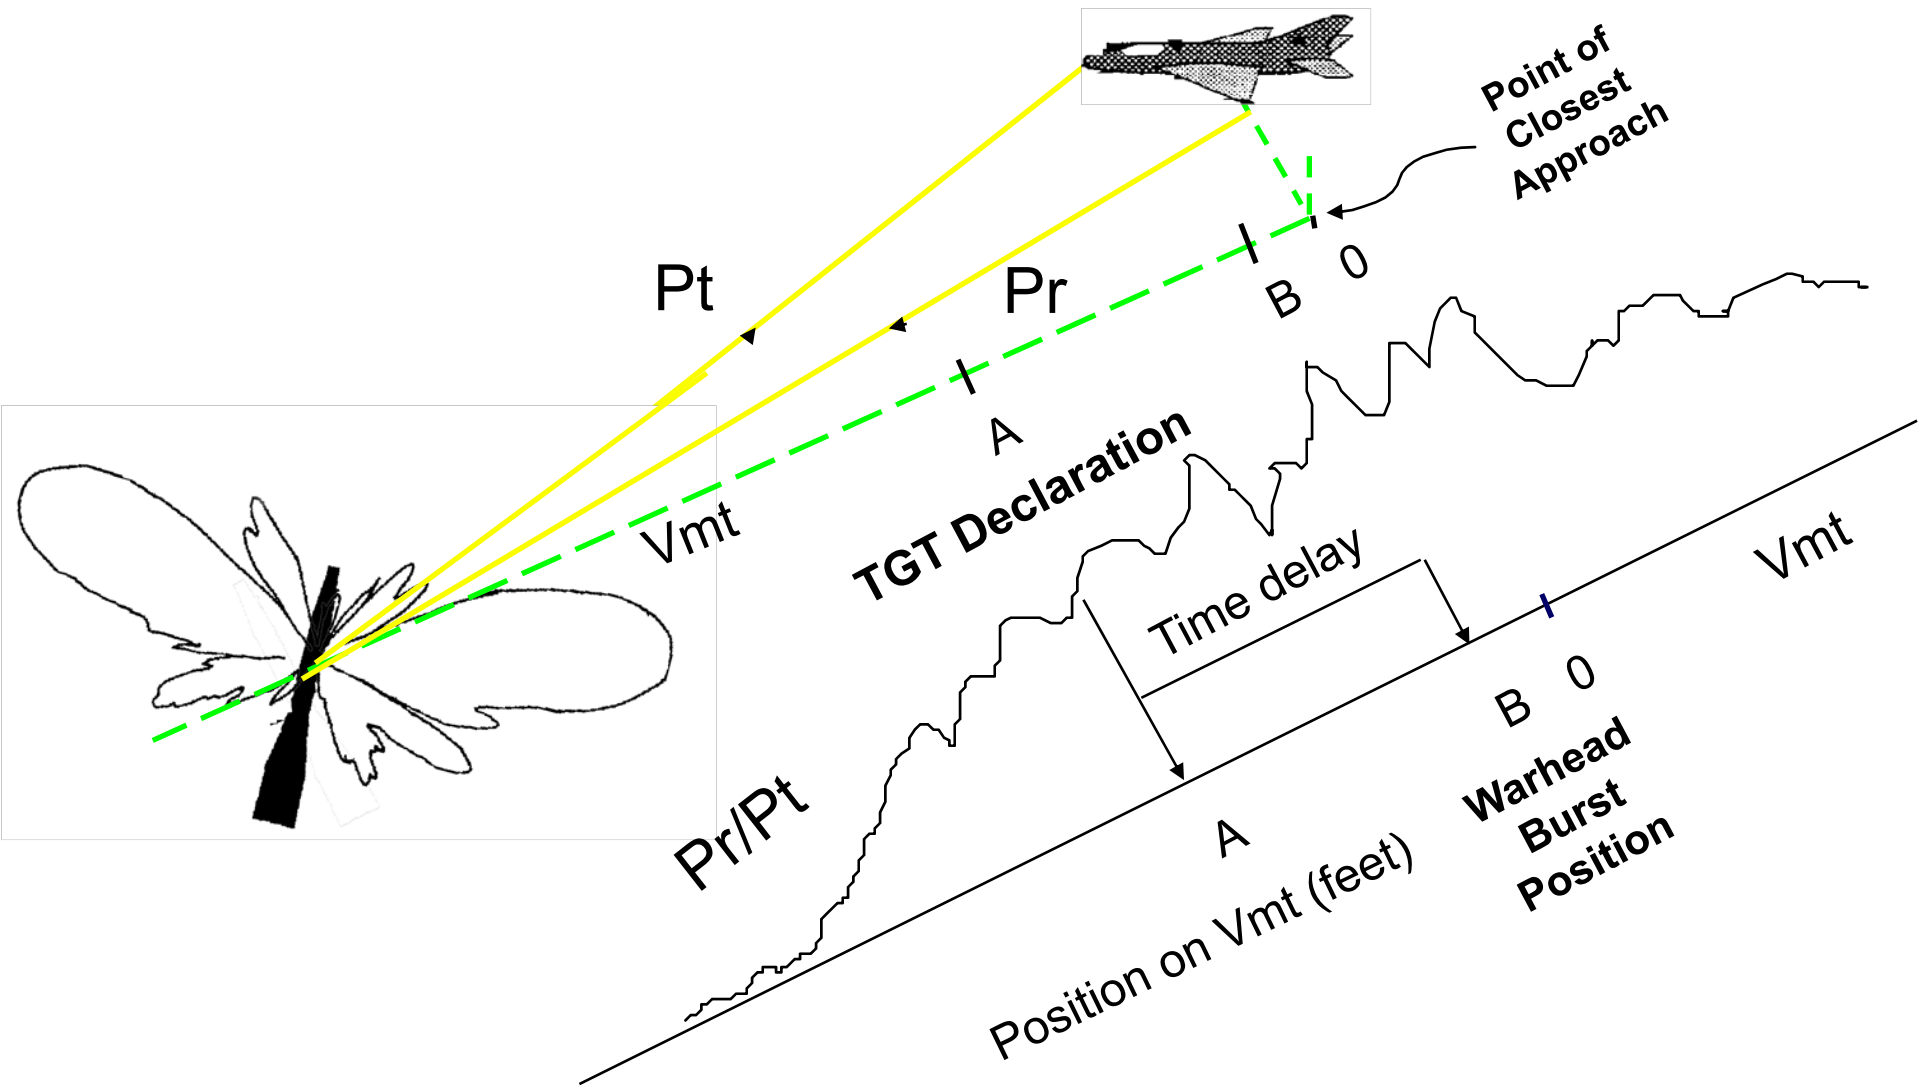 Point of
Closest
Approach
Pt
Pr
B
0
A
TGT Declaration
Vmt
Time delay
Vmt
B
0
Warhead
Burst
Position
Pr/Pt
A
Position on Vmt (feet)